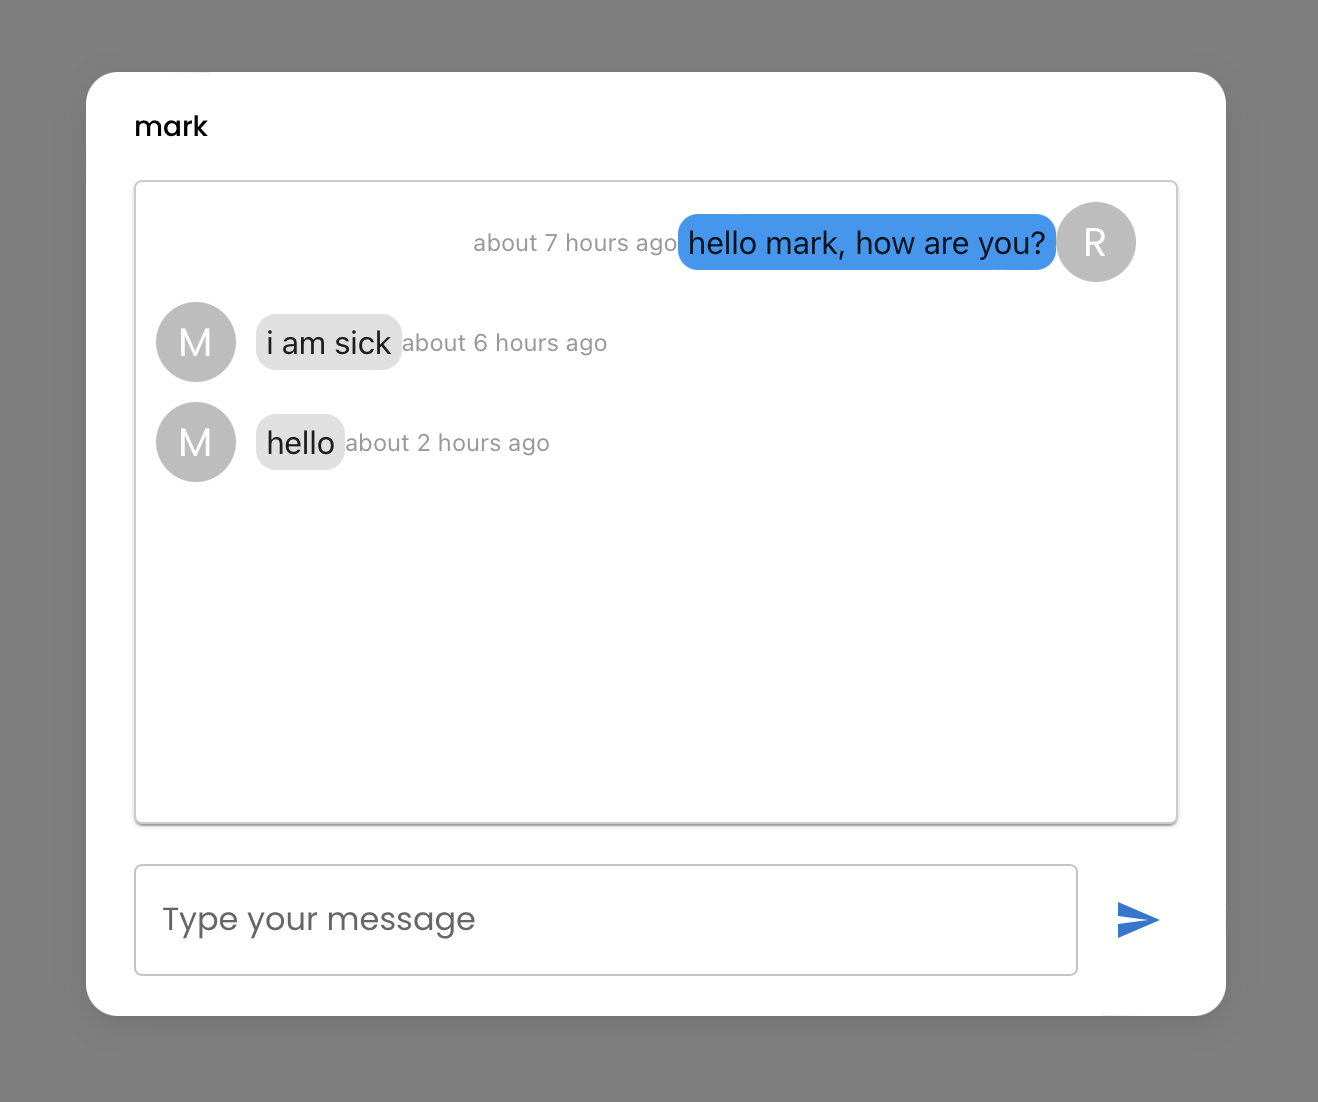 mark
about 7 hours ago hello mark, how are you? R
M i am sick about 6 hours ago
M hello about 2 hours ago
Type your message